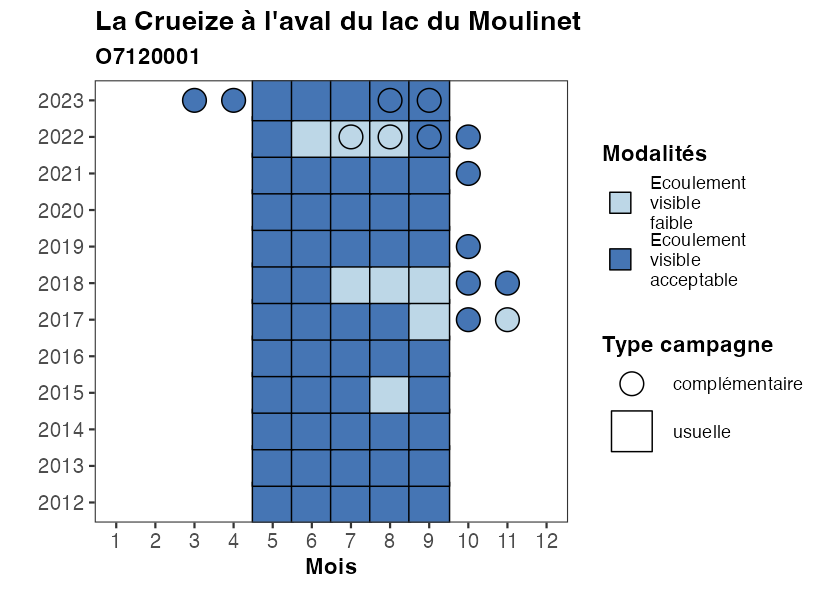 La Crueize à l'aval du lac du Moulinet
O7120001
2023
2022
2021
2020
2019
2018
2017
2016
2015
2014
2013
2012
1 2 3 4 5 6 7 8 9 10 11 12
Mois
Modalités
Ecoulement
visible
faible
Ecoulement
visible
acceptable
Type campagne
complémentaire
usuelle